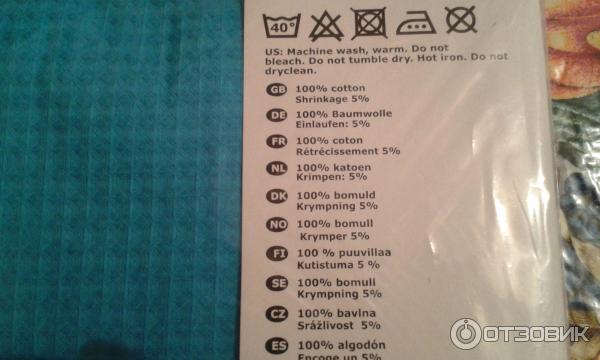 40°
US: Machine wash, warm. Do not
bleach. Do not tumble dry. Hot iron. Do not
dryclean.
GB 100% cotton
Shrinkage 5%
DE 100% Baumwolle
Einlaufen: 5%
FR 100% coton
Rétrécissement 5%
NL 100% katoen
Krimpen: 5%
DK 100% bomuld
Krympning 5%
NO 100% bomull
Krymper 5%
FI 100 % puuvillaa
Kutistuma 5 %
SE 100% bomull
Krympning 5%
CZ 100% bavlna
Srážlivost 5%
ES 100% algodón
Encoge un 5%
ОТЗОВИК